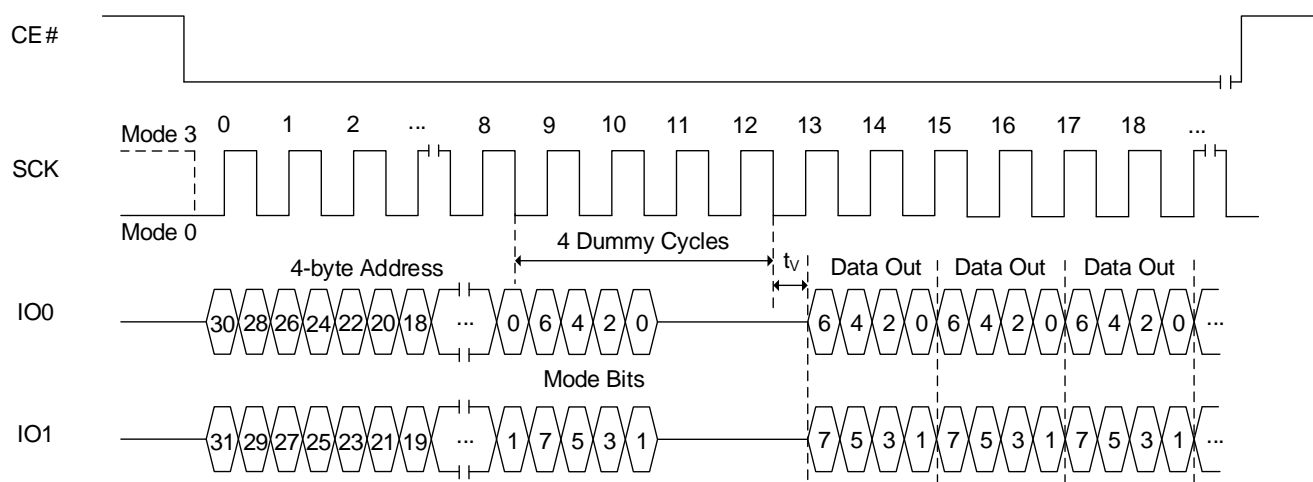 CE#
Mode 3 0 1 2 ... 8 9 10 11 12 13 14 15 16 17 18 ...
SCK
Mode 0
4 Dummy Cycles
4-byte Address tV Data Out Data Out Data Out
IO0 30 28 26 24 22 20 18 ... 0 6 4 2 0 6 4 2 0 6 4 2 0 6 4 2 0 ...
Mode Bits
IO1 31 29 27 25 23 21 19 ... 1 7 5 3 1 7 5 3 1 7 5 3 1 7 5 3 1 ...